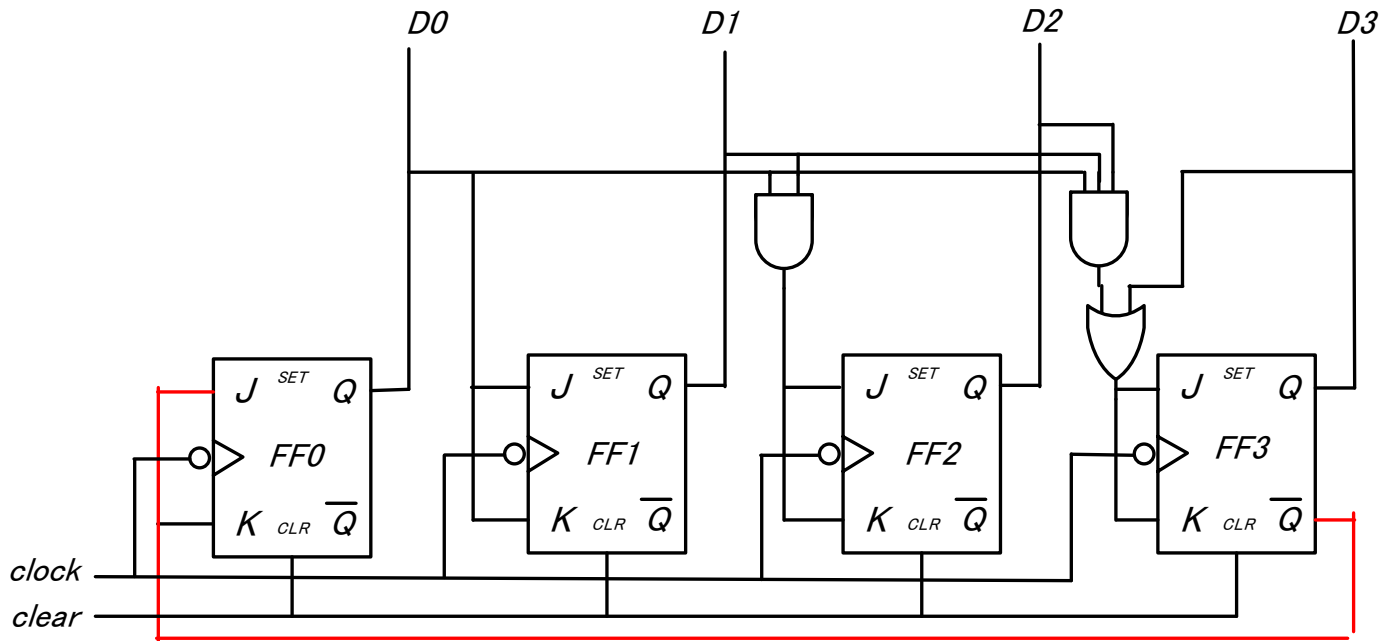 D0 D1 D2 D3
J SET Q J SET Q J SET Q J SET Q
FF0 FF1 FF2 FF3
K CLR Q̅ K CLR Q̅ K CLR Q̅ K CLR Q̅
clock
clear